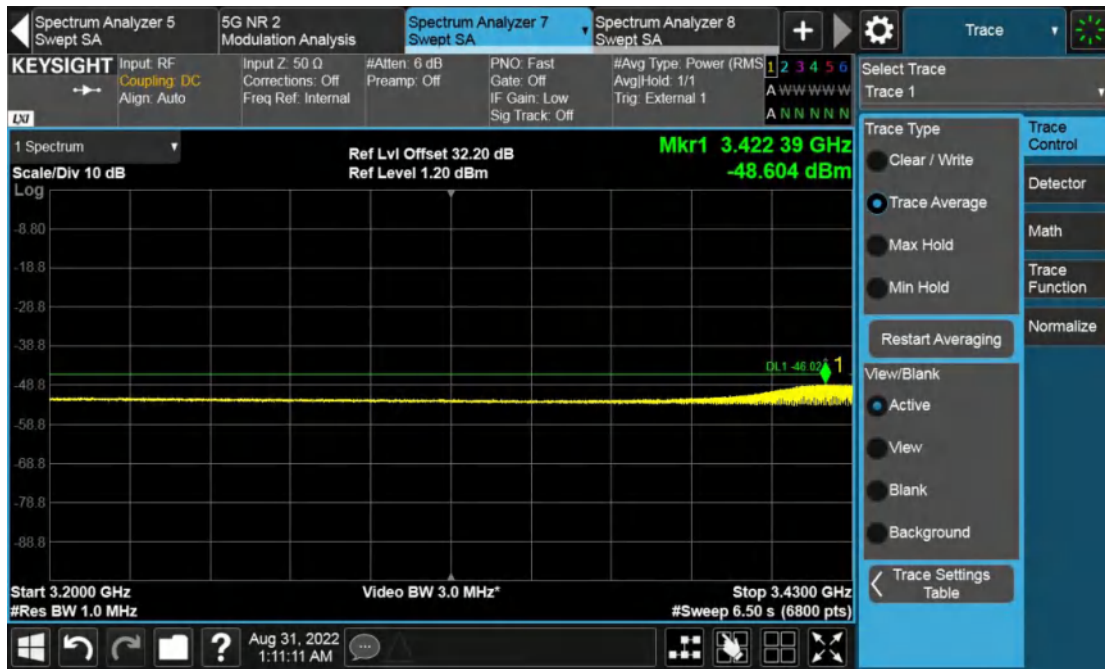 Spectrum Analyzer 5
Swept SA
5G NR 2
Modulation Analysis
Spectrum Analyzer 7
Swept SA
Spectrum Analyzer 8
Swept SA
+
Trace
KEYSIGHT
LXI
Input: RF
Coupling: DC
Align: Auto
Input Z: 50 Ω
Corrections: Off
Freq Ref: Internal
#Atten: 6 dB
Preamp: Off
PNO: Fast
Gate: Off
IF Gain: Low
Sig Track: Off
#Avg Type: Power (RMS
Avg|Hold: 1/1
Trig: External 1
1 2 3 4 5 6
A W W W W W
A N N N N N
Select Trace
Trace 1
1 Spectrum
Scale/Div 10 dB
Log
Ref Lvl Offset 32.20 dB
Ref Level 1.20 dBm
Mkr1 3.422 39 GHz
-48.604 dBm
-8.80
-18.8
-28.8
-38.8
-48.8
-58.8
-68.8
-78.8
-88.8
DL1 -46.02
1
Start 3.2000 GHz
#Res BW 1.0 MHz
Video BW 3.0 MHz*
Stop 3.4300 GHz
#Sweep 6.50 s (6800 pts)
Trace Type
Clear / Write
Trace Average
Max Hold
Min Hold
Restart Averaging
View/Blank
Active
View
Blank
Background
Trace Settings
Table
Trace
Control
Detector
Math
Trace
Function
Normalize
?
Aug 31, 2022
1:11:11 AM